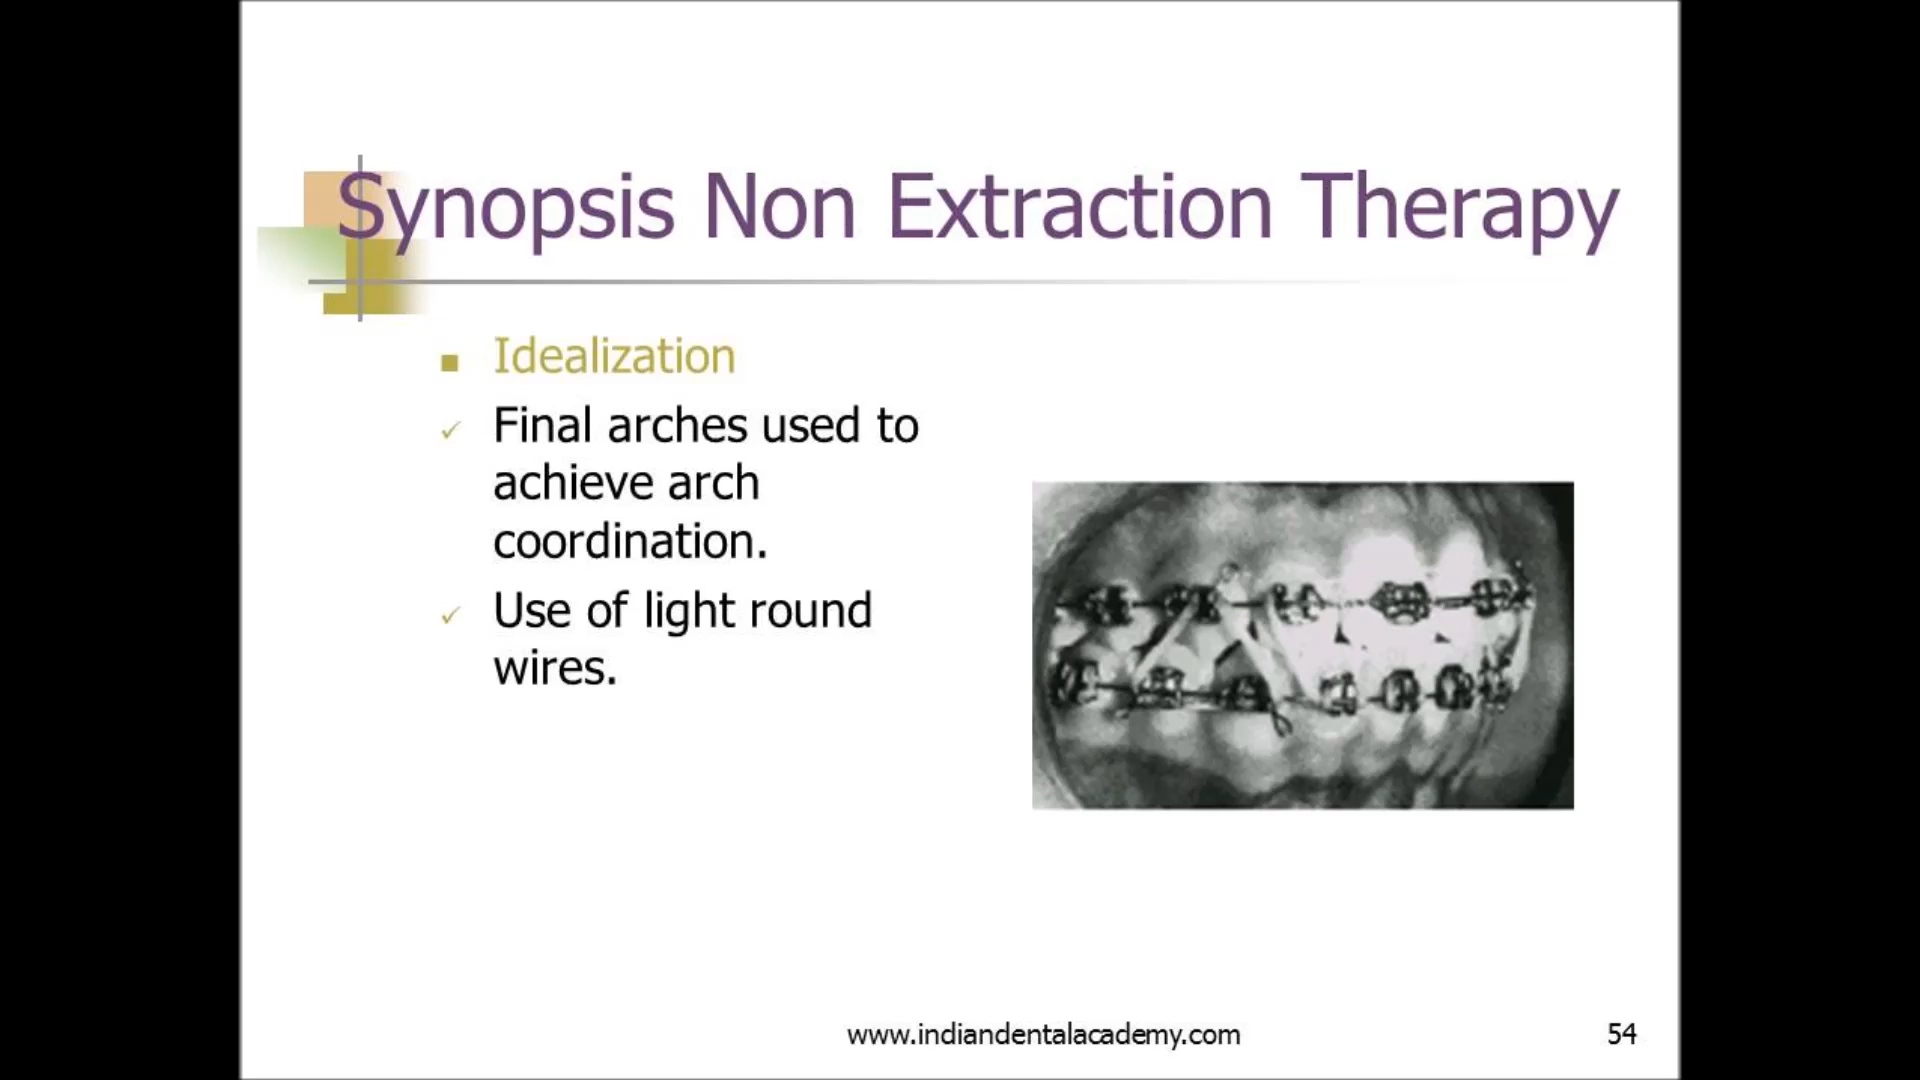 Synopsis Non Extraction Therapy
Idealization
Final arches used to
achieve arch
coordination.
Use of light round
wires.
www.indiandentalacademy.com
54